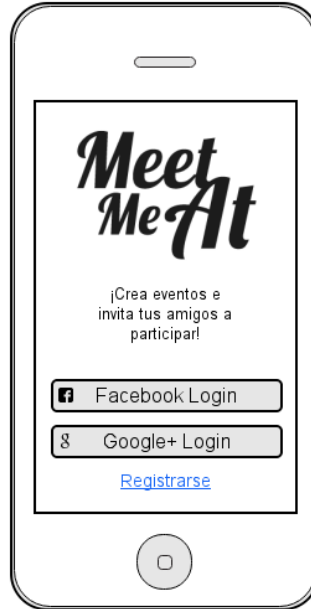 Meet
Me At
¡Crea eventos e
invita tus amigos a
participar!
Facebook Login
Google+ Login
Registrarse